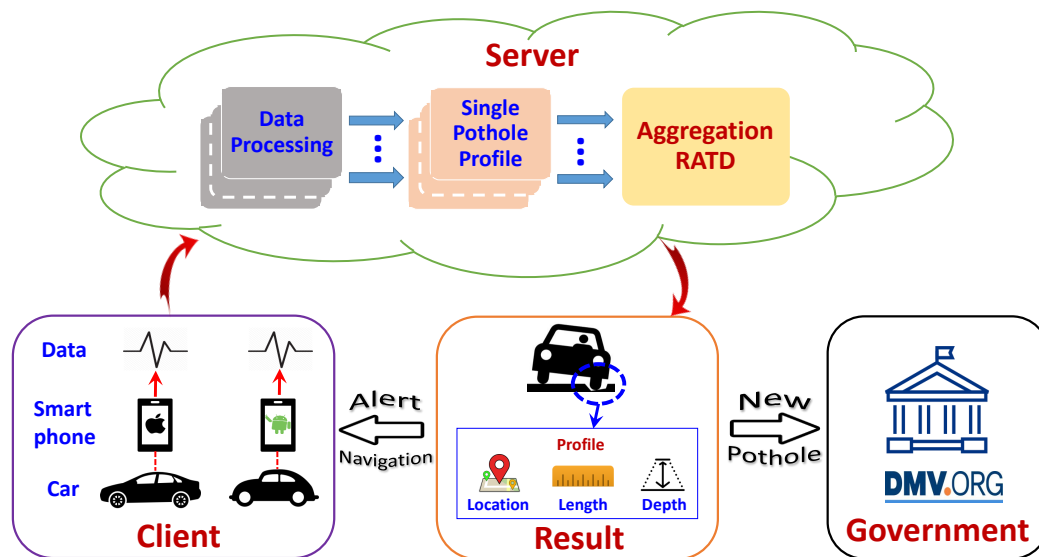 Server
Data
Processing
Single
Pothole
Profile
Aggregation
RATD
Data
Smart
phone
Car
Client
Alert
Navigation
Profile
Location
Length
Depth
Result
New
Pothole
DMV.ORG
Government